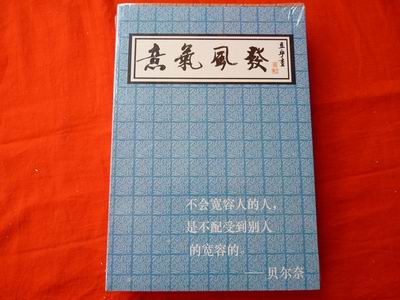 意氣風發
不会宽容人的人，
是不配受到别人
的宽容的。
——贝尔奈